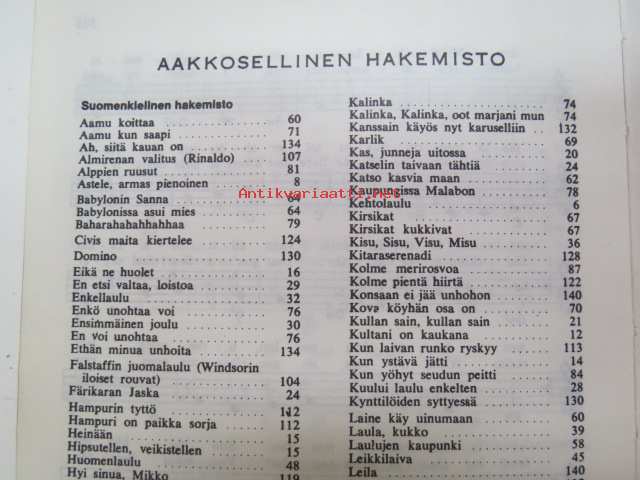 AAKKOSELLINEN HAKEMISTO
Suomenkielinen hakemisto
Aamu koittaa 60
Aamu kun saapi 71
Ah, siitä kauan on 134
Almirenan valitus (Rinaldo) 107
Alppien ruusut 81
Astele, armas pienoinen 8
Babylonin Sanna 64
Babylonissa asui mies 64
Baharahahahhahhaa 79
Civis maita kiertelee 124
Domino 130
Eikä ne huolet 16
En etsi valtaa, loistoa 29
Enkellaulu 32
Enkö unohtaa voi 76
Ensimmäinen joulu 30
En voi unohtaa 76
Ethän minua unhoita 134
Falstaffin juomalaulu (Windsorin
iloiset rouvat) 104
Färikaran Jaska 24
Hampurin tyttö 112
Hampuri on paikka sorja 112
Heinään 15
Hipsutellen, veikistellen 15
Huomenlaulu 48
Hyi sinua, Mikko 119
Kalinka 74
Kalinka, Kalinka, oot marjani mun 74
Kanssain käyös nyt karuselliin 132
Karlik 69
Kas, junneja uitossa 20
Katselin taivaan tähtiä 24
Katso kasvia maan 62
Kaupungissa Malabon 78
Kehtolaulu 6
Kirsikat 67
Kirsikat kukkivat 67
Kisu, Sisu, Visu, Misu 36
Kitaraserenadi 128
Kolme merirosvoa 87
Kolme pientä hiirtä 122
Konsaan ei jää unhohon 140
Kova köyhän osa on 70
Kullan sain, kullan sain 21
Kultani on kaukana 12
Kun laivan runko ryskyy 113
Kun ystävä jätti 14
Kun yöhyt seudun peitti 84
Kuului laulu enkelten 28
Kynttilöiden syttyessä 130
Laine käy uinumaan 60
Laula, kukko 39
Laulujen kaupunki 58
Leikkilaiva 45
Leila 140
Antikvariaatti.net